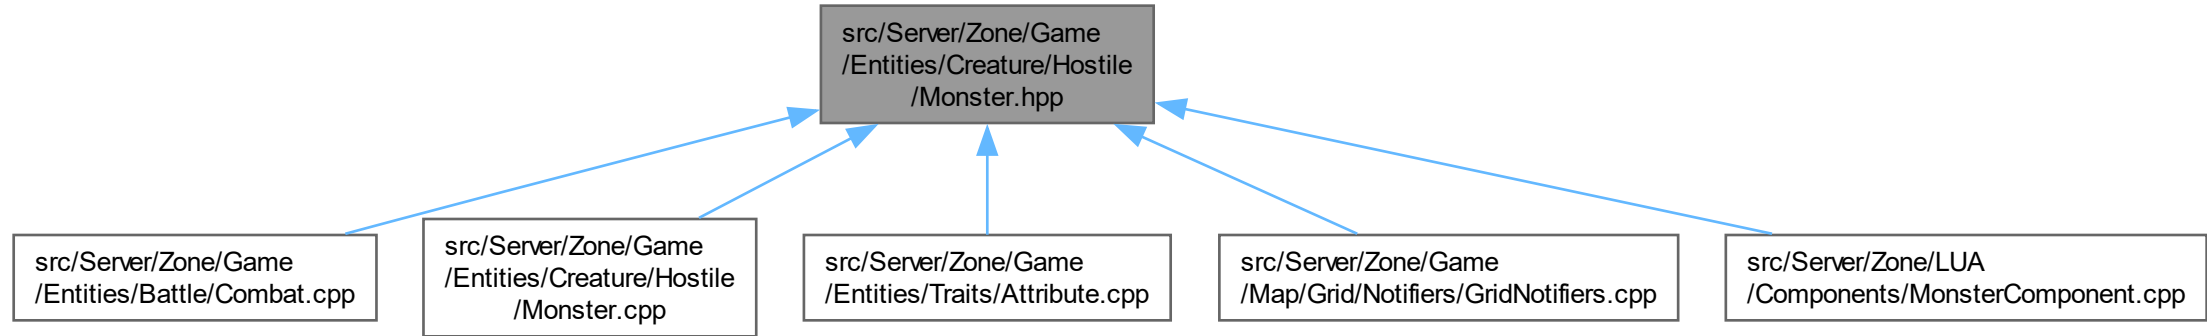 src/Server/Zone/Game
/Entities/Creature/Hostile
/Monster.hpp
src/Server/Zone/Game
/Entities/Battle/Combat.cpp
src/Server/Zone/Game
/Entities/Creature/Hostile
/Monster.cpp
src/Server/Zone/Game
/Entities/Traits/Attribute.cpp
src/Server/Zone/Game
/Map/Grid/Notifiers/GridNotifiers.cpp
src/Server/Zone/LUA
/Components/MonsterComponent.cpp